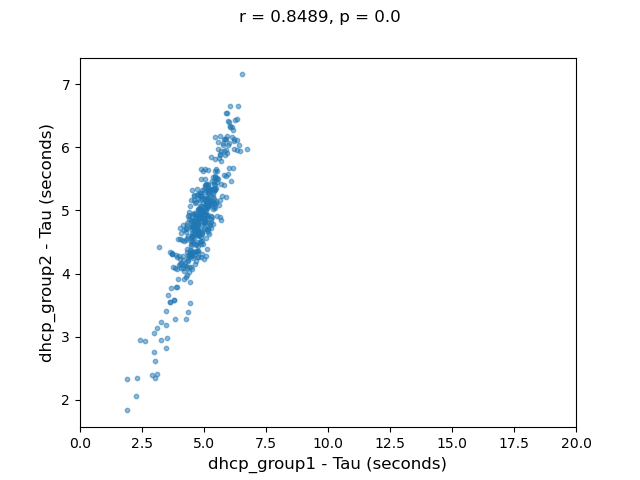 r = 0.8489, p = 0.0
7
6
5
4
3
2
dhcp_group2 - Tau (seconds)
0.0 2.5 5.0 7.5 10.0 12.5 15.0 17.5 20.0
dhcp_group1 - Tau (seconds)